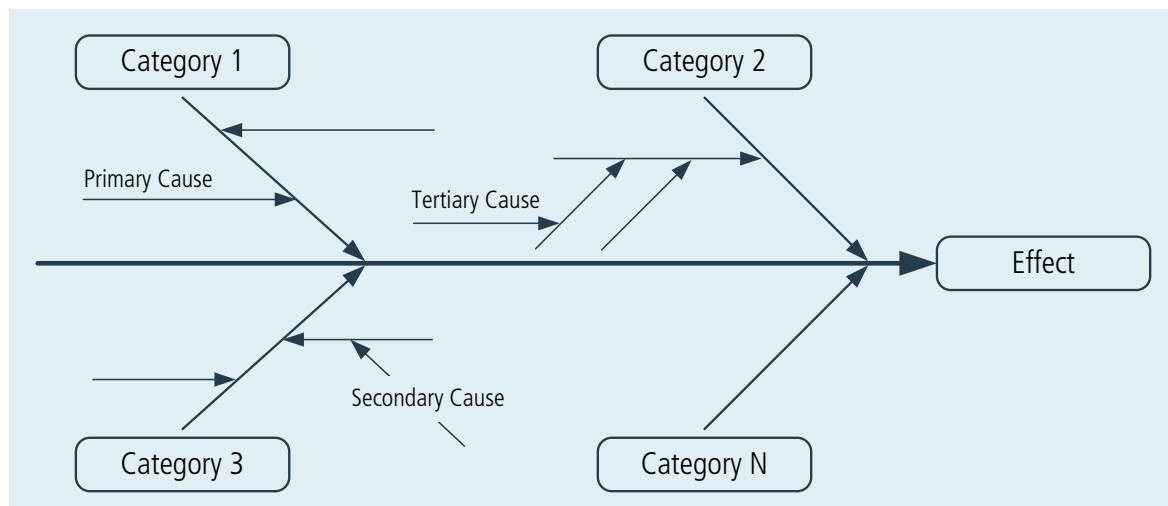 Category 1
Category 2
Primary Cause
Tertiary Cause
Effect
Secondary Cause
Category 3
Category N